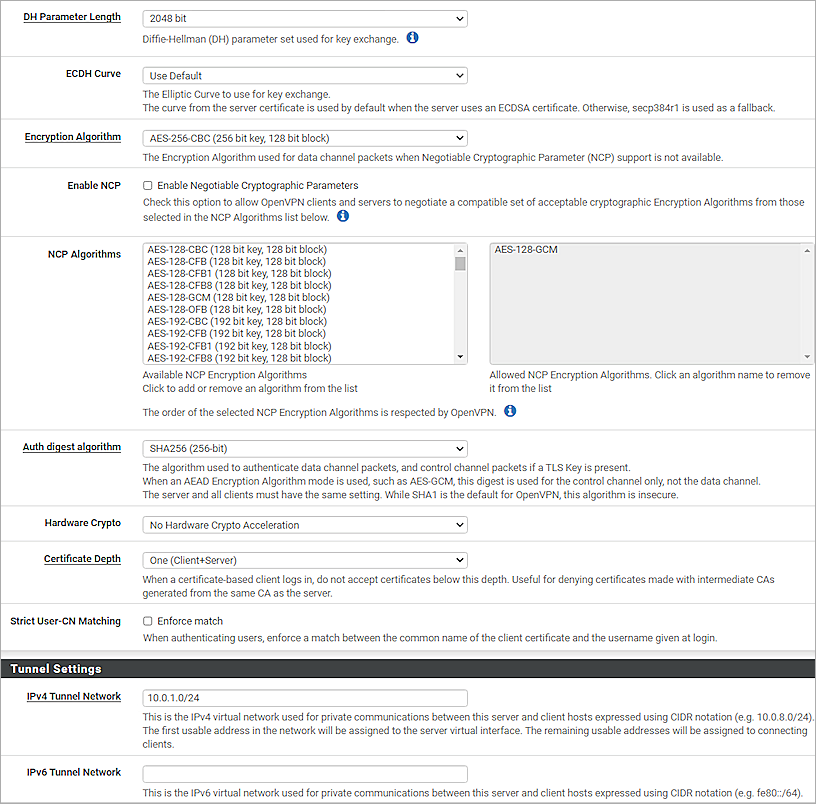 DH Parameter Length
2048 bit
Diffie-Hellman (DH) parameter set used for key exchange.
ECDH Curve
Use Default
The Elliptic Curve to use for key exchange.
The curve from the server certificate is used by default when the server uses an ECDSA certificate. Otherwise, secp384r1 is used as a fallback.
Encryption Algorithm
AES-256-CBC (256 bit key, 128 bit block)
The Encryption Algorithm used for data channel packets when Negotiable Cryptographic Parameter (NCP) support is not available.
Enable NCP
Enable Negotiable Cryptographic Parameters
Check this option to allow OpenVPN clients and servers to negotiate a compatible set of acceptable cryptographic Encryption Algorithms from those
selected in the NCP Algorithms list below.
NCP Algorithms
AES-128-CBC (128 bit key, 128 bit block)
AES-128-CFB (128 bit key, 128 bit block)
AES-128-CFB1 (128 bit key, 128 bit block)
AES-128-CFB8 (128 bit key, 128 bit block)
AES-128-GCM (128 bit key, 128 bit block)
AES-128-OFB (128 bit key, 128 bit block)
AES-192-CBC (192 bit key, 128 bit block)
AES-192-CFB (192 bit key, 128 bit block)
AES-192-CFB1 (192 bit key, 128 bit block)
AES-192-CFB8 (192 bit key, 128 bit block)
Available NCP Encryption Algorithms
Click to add or remove an algorithm from the list
AES-128-GCM
Allowed NCP Encryption Algorithms. Click an algorithm name to remove
it from the list
The order of the selected NCP Encryption Algorithms is respected by OpenVPN.
Auth digest algorithm
SHA256 (256-bit)
The algorithm used to authenticate data channel packets, and control channel packets if a TLS Key is present.
When an AEAD Encryption Algorithm mode is used, such as AES-GCM, this digest is used for the control channel only, not the data channel.
The server and all clients must have the same setting. While SHA1 is the default for OpenVPN, this algorithm is insecure.
Hardware Crypto
No Hardware Crypto Acceleration
Certificate Depth
One (Client+Server)
When a certificate-based client logs in, do not accept certificates below this depth. Useful for denying certificates made with intermediate CAs
generated from the same CA as the server.
Strict User-CN Matching
Enforce match
When authenticating users, enforce a match between the common name of the client certificate and the username given at login.
Tunnel Settings
IPv4 Tunnel Network
10.0.1.0/24
This is the IPv4 virtual network used for private communications between this server and client hosts expressed using CIDR notation (e.g. 10.0.8.0/24).
The first usable address in the network will be assigned to the server virtual interface. The remaining usable addresses will be assigned to connecting
clients.
IPv6 Tunnel Network
This is the IPv6 virtual network used for private communications between this server and client hosts expressed using CIDR notation (e.g. fe80::/64).